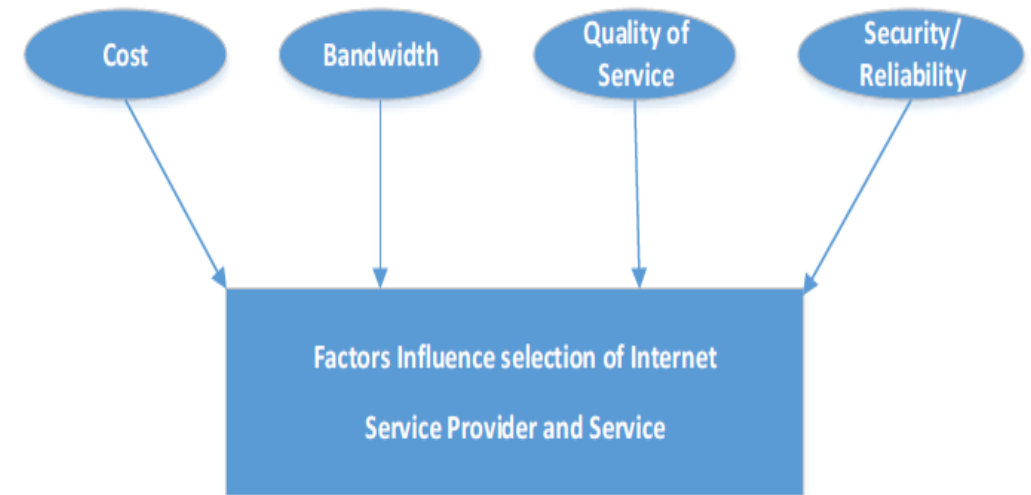 Cost
Bandwidth
Quality of
Service
Security/
Reliability
Factors Influence selection of Internet
Service Provider and Service